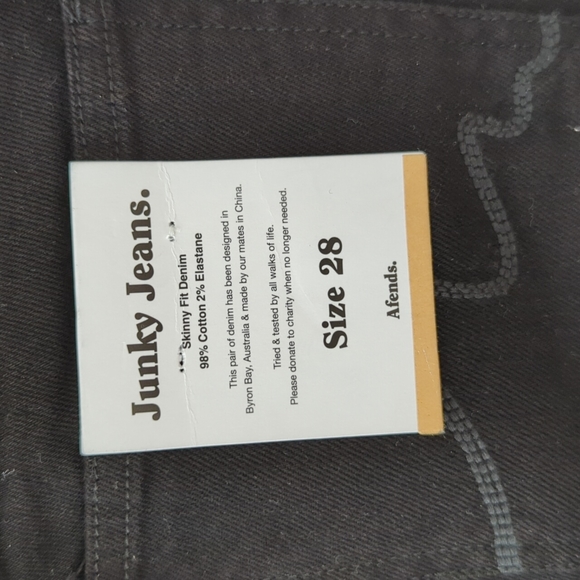 Junky Jeans.
Skinny Fit Denim
98% Cotton 2% Elastane
This pair of denim has been designed in
Byron Bay, Australia & made by our mates in China.
Tried & tested by all walks of life.
Please donate to charity when no longer needed.
Size 28
Afends.